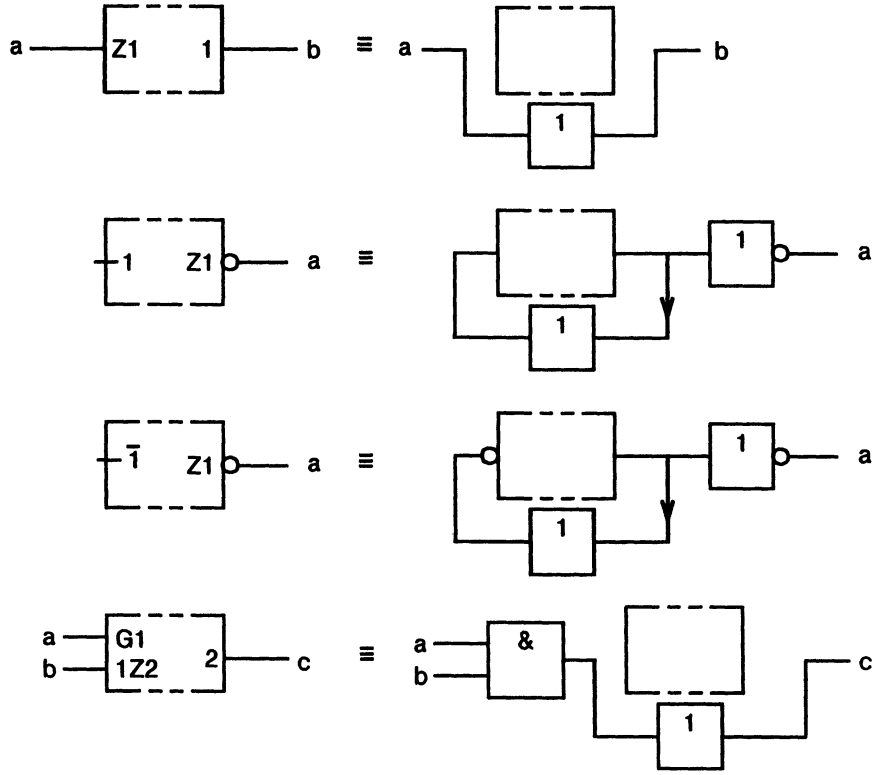 a Z1 1 b ≡ a 1 b
1 Z1 a ≡ 1 1 a
1̅ Z1 a ≡ 1 1 a
a G1 2 c ≡ a & 1 c
b 1Z2 b